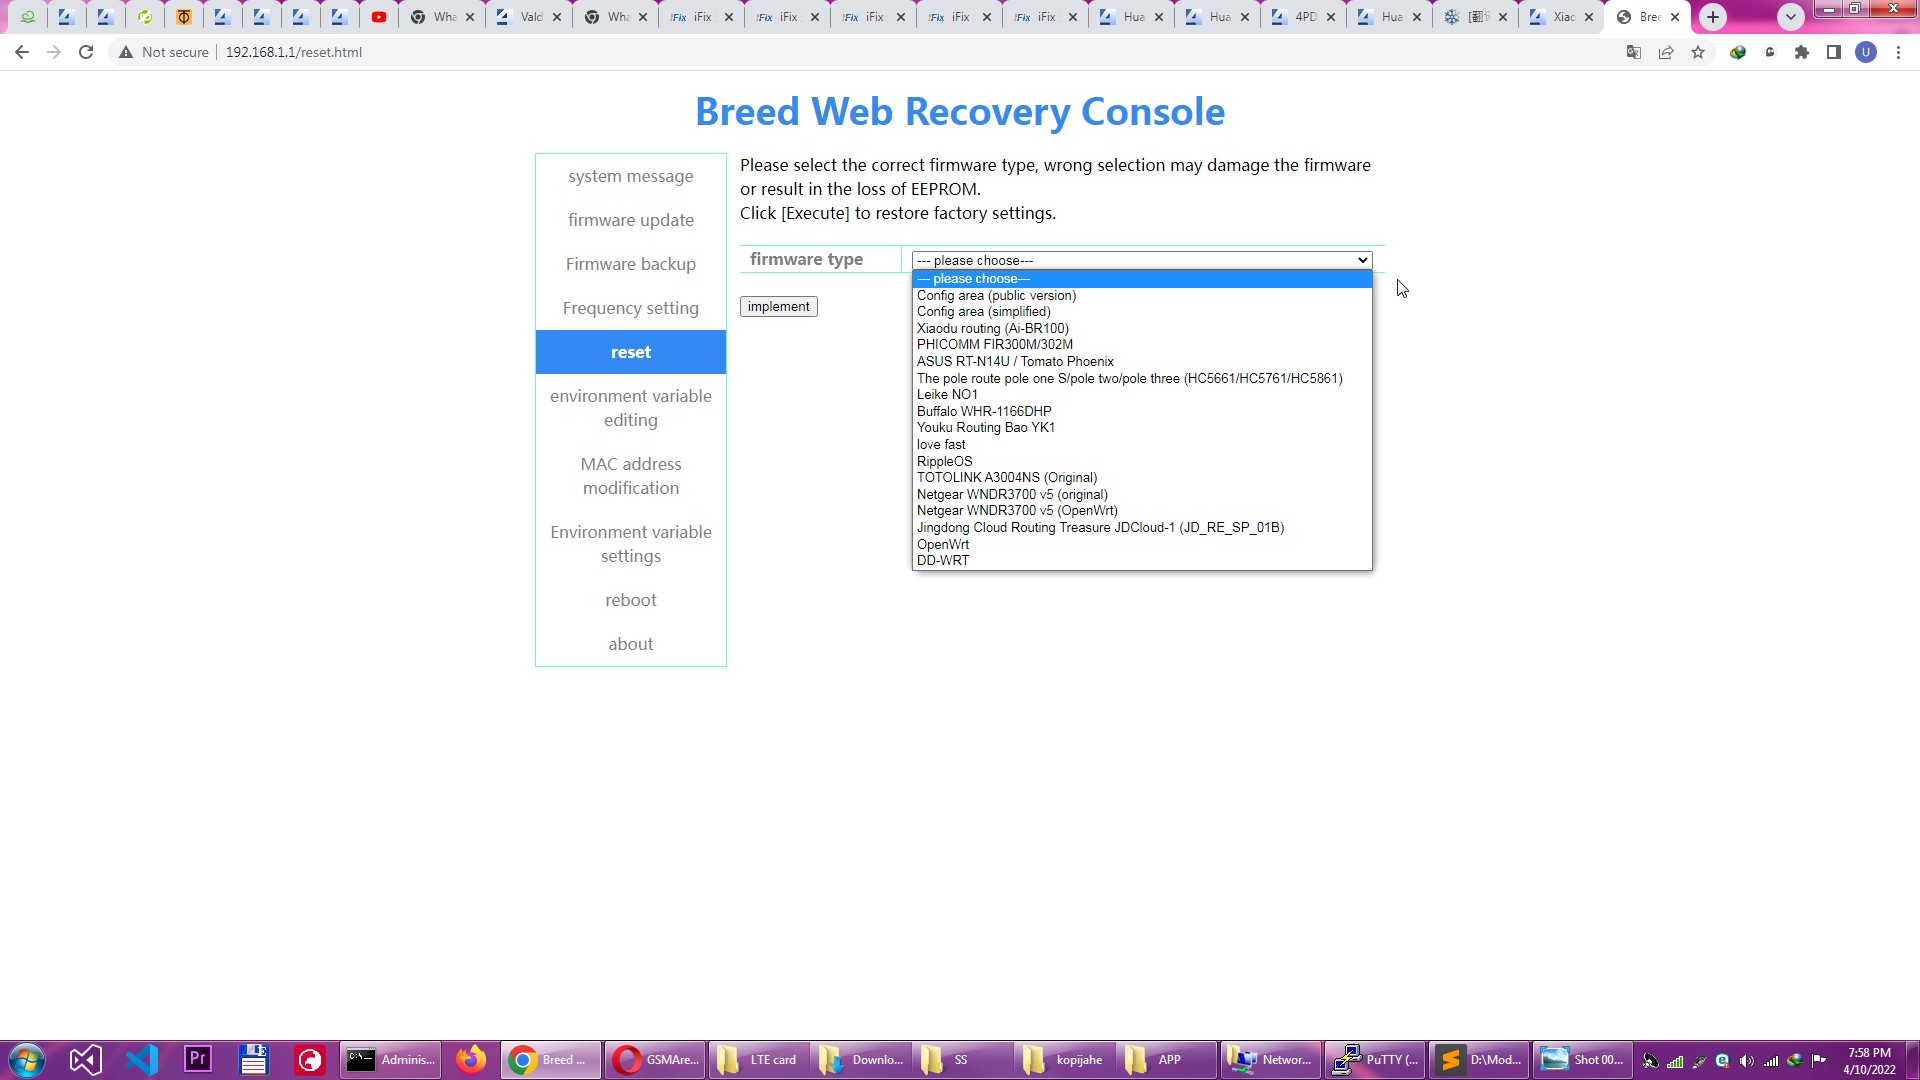 Wha
Vald
Wha
iFix iFix
iFix iFix
iFix iFix
iFix iFix
iFix iFix
Hua
Hua
4PD
Hua
Xiac
Bree
Not secure
192.168.1.1/reset.html
U
Breed Web Recovery Console
system message
firmware update
Firmware backup
Frequency setting
reset
environment variable
editing
MAC address
modification
Environment variable
settings
reboot
about
Please select the correct firmware type, wrong selection may damage the firmware
or result in the loss of EEPROM.
Click [Execute] to restore factory settings.
firmware type
--- please choose---
--- please choose---
Config area (public version)
Config area (simplified)
Xiaodu routing (Ai-BR100)
PHICOMM FIR300M/302M
ASUS RT-N14U / Tomato Phoenix
The pole route pole one S/pole two/pole three (HC5661/HC5761/HC5861)
Leike NO1
Buffalo WHR-1166DHP
Youku Routing Bao YK1
love fast
RippleOS
TOTOLINK A3004NS (Original)
Netgear WNDR3700 v5 (original)
Netgear WNDR3700 v5 (OpenWrt)
Jingdong Cloud Routing Treasure JDCloud-1 (JD_RE_SP_01B)
OpenWrt
DD-WRT
implement
Pr
Adminis...
Breed ...
GSMAre...
LTE card
Downlo...
SS
kopijahe
APP
Networ...
PuTTY (...
D:\Mod...
Shot 00...
7:58 PM
4/10/2022